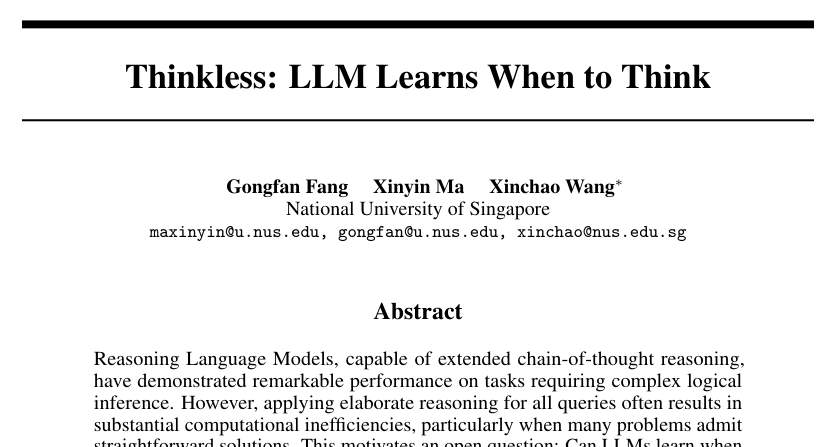 Thinkless: LLM Learns When to Think
Gongfan Fang Xinyin Ma Xinchao Wang*
National University of Singapore
maxinyin@u.nus.edu, gongfan@u.nus.edu, xinchao@nus.edu.sg
Abstract
Reasoning Language Models, capable of extended chain-of-thought reasoning,
have demonstrated remarkable performance on tasks requiring complex logical
inference. However, applying elaborate reasoning for all queries often results in
substantial computational inefficiencies, particularly when many problems admit
straightforward solutions. This motivates an open question: Can LLMs learn when